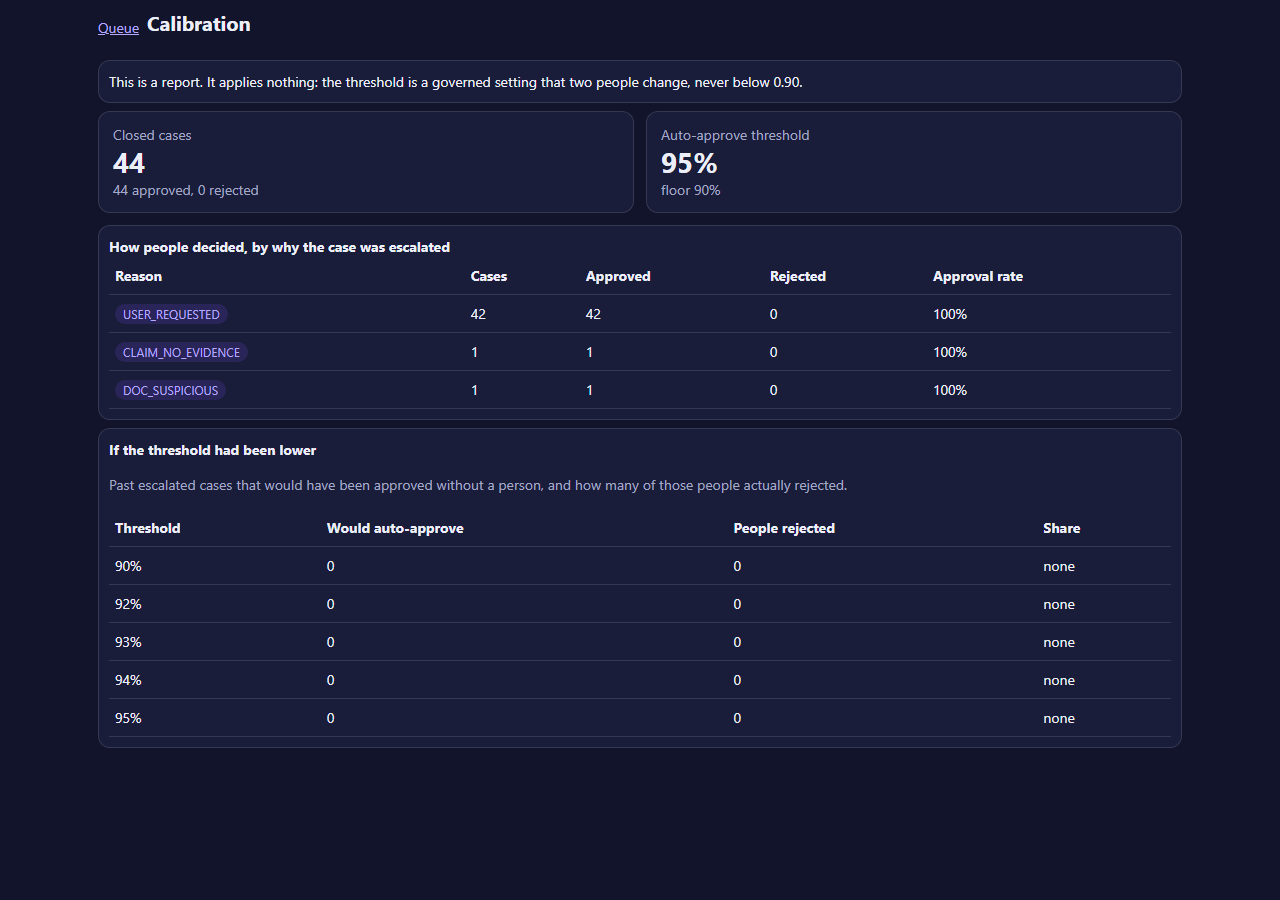 Queue Calibration
This is a report. It applies nothing: the threshold is a governed setting that two people change, never below 0.90.
Closed cases
44
44 approved, 0 rejected
Auto-approve threshold
95%
floor 90%
How people decided, by why the case was escalated
Reason Cases Approved Rejected Approval rate
USER_REQUESTED 42 42 0 100%
CLAIM_NO_EVIDENCE 1 1 0 100%
DOC_SUSPICIOUS 1 1 0 100%
If the threshold had been lower
Past escalated cases that would have been approved without a person, and how many of those people actually rejected.
Threshold Would auto-approve People rejected Share
90% 0 0 none
92% 0 0 none
93% 0 0 none
94% 0 0 none
95% 0 0 none